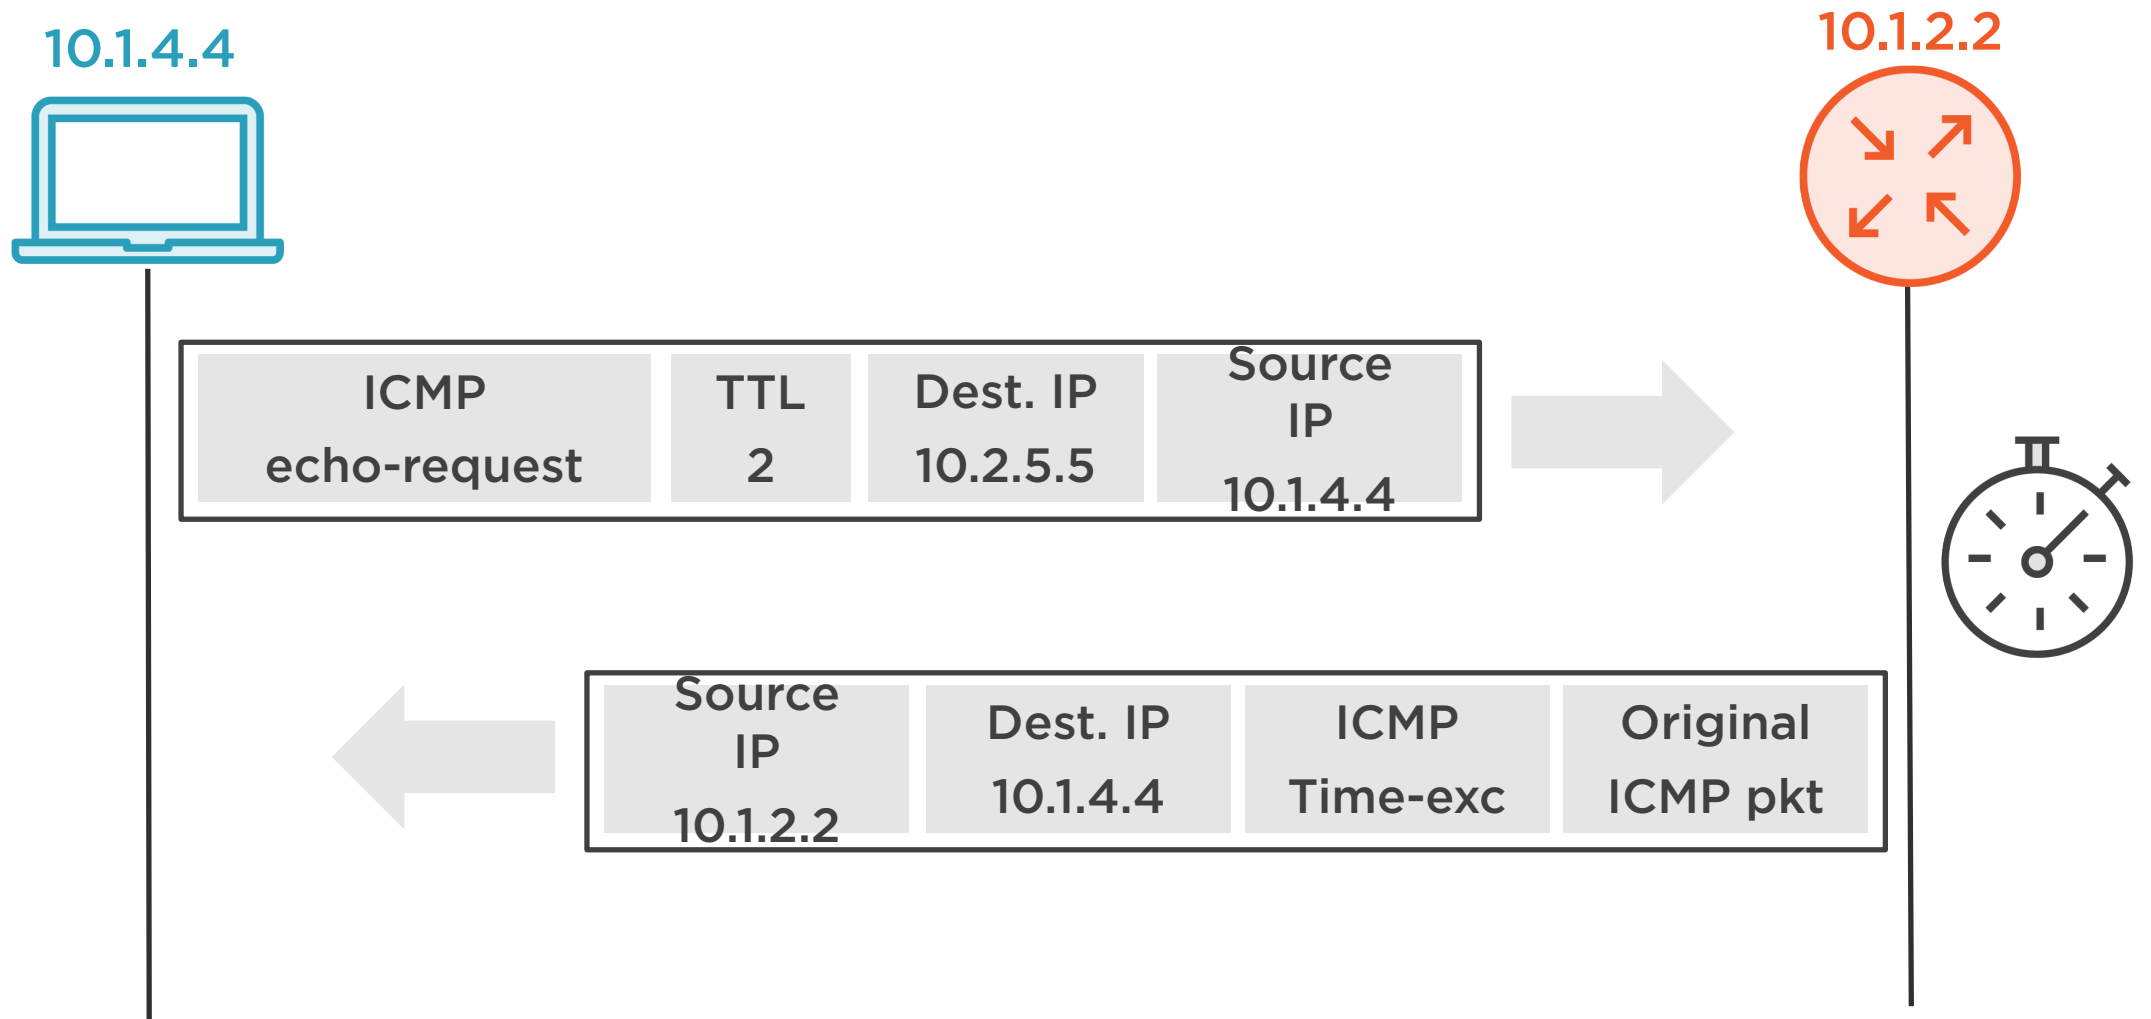 10.1.4.4
10.1.2.2
ICMP
echo-request
TTL
2
Dest. IP
10.2.5.5
Source
IP
10.1.4.4
Source
IP
10.1.2.2
Dest. IP
10.1.4.4
ICMP
Time-exc
Original
ICMP pkt